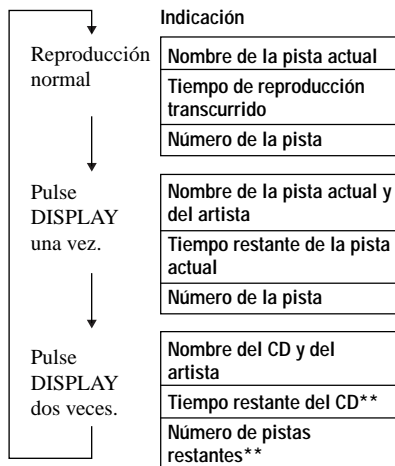 Indicación
Reproducción
normal
Nombre de la pista actual
Tiempo de reproducción
transcurrido
Número de la pista
Pulse
DISPLAY
una vez.
Nombre de la pista actual y
del artista
Tiempo restante de la pista
actual
Número de la pista
Pulse
DISPLAY
dos veces.
Nombre del CD y del
artista
Tiempo restante del CD**
Número de pistas
restantes**